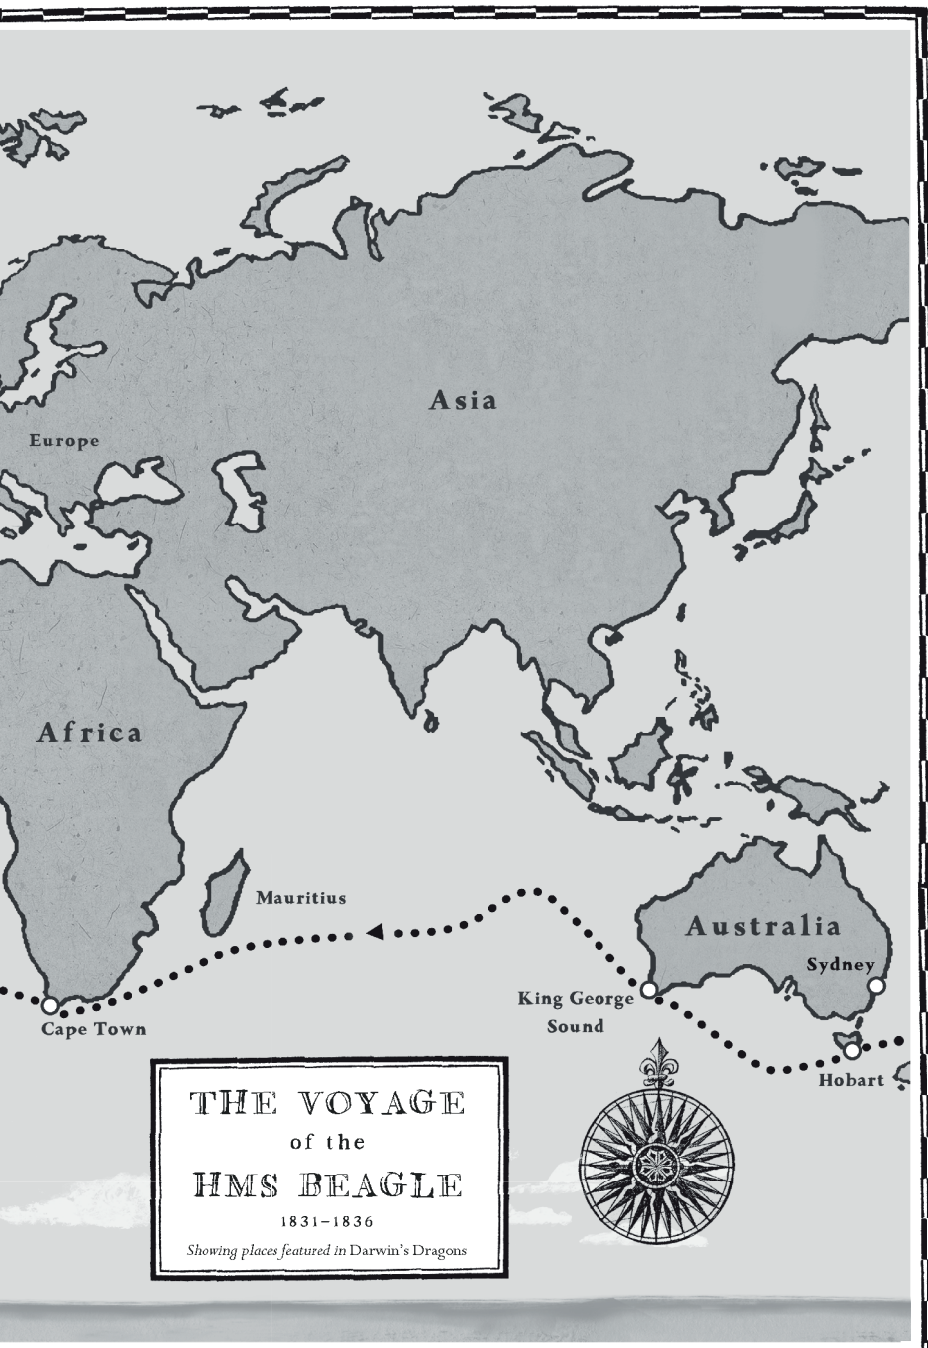 Asia
Europe
Africa
Mauritius
Australia
Sydney
King George
Sound
Cape Town
Hobart
THE VOYAGE
of the
HMS BEAGLE
1831–1836
Showing places featured in Darwin’s Dragons